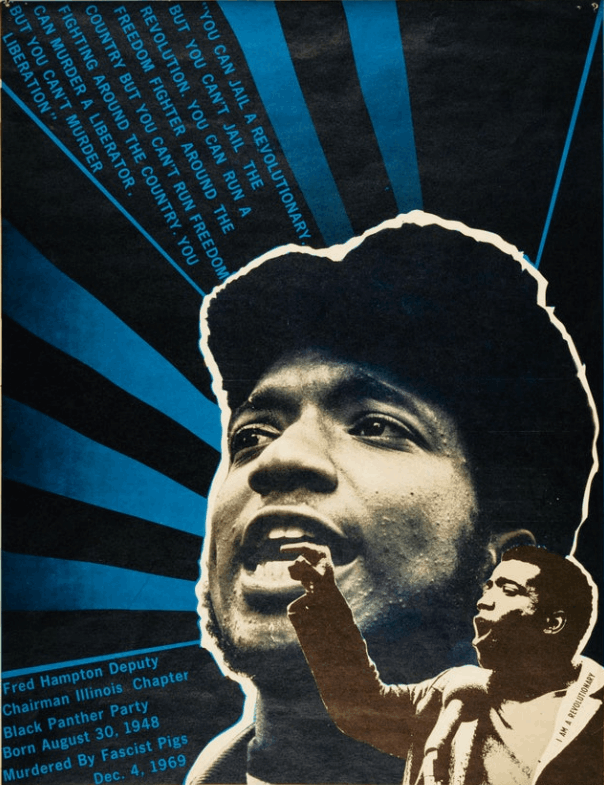 "YOU CAN JAIL A REVOLUTIONARY,
BUT YOU CAN'T JAIL THE
REVOLUTION. YOU CAN RUN A
FREEDOM FIGHTER AROUND THE
COUNTRY BUT YOU CAN'T RUN FREEDOM
FIGHTING AROUND THE COUNTRY. YOU
CAN MURDER A LIBERATOR,
BUT YOU CAN'T MURDER
LIBERATION".
Fred Hampton Deputy
Chairman Illinois Chapter
Black Panther Party
Born August 30, 1948
Murdered By Fascist Pigs
Dec. 4, 1969
I AM A REVOLUTIONARY